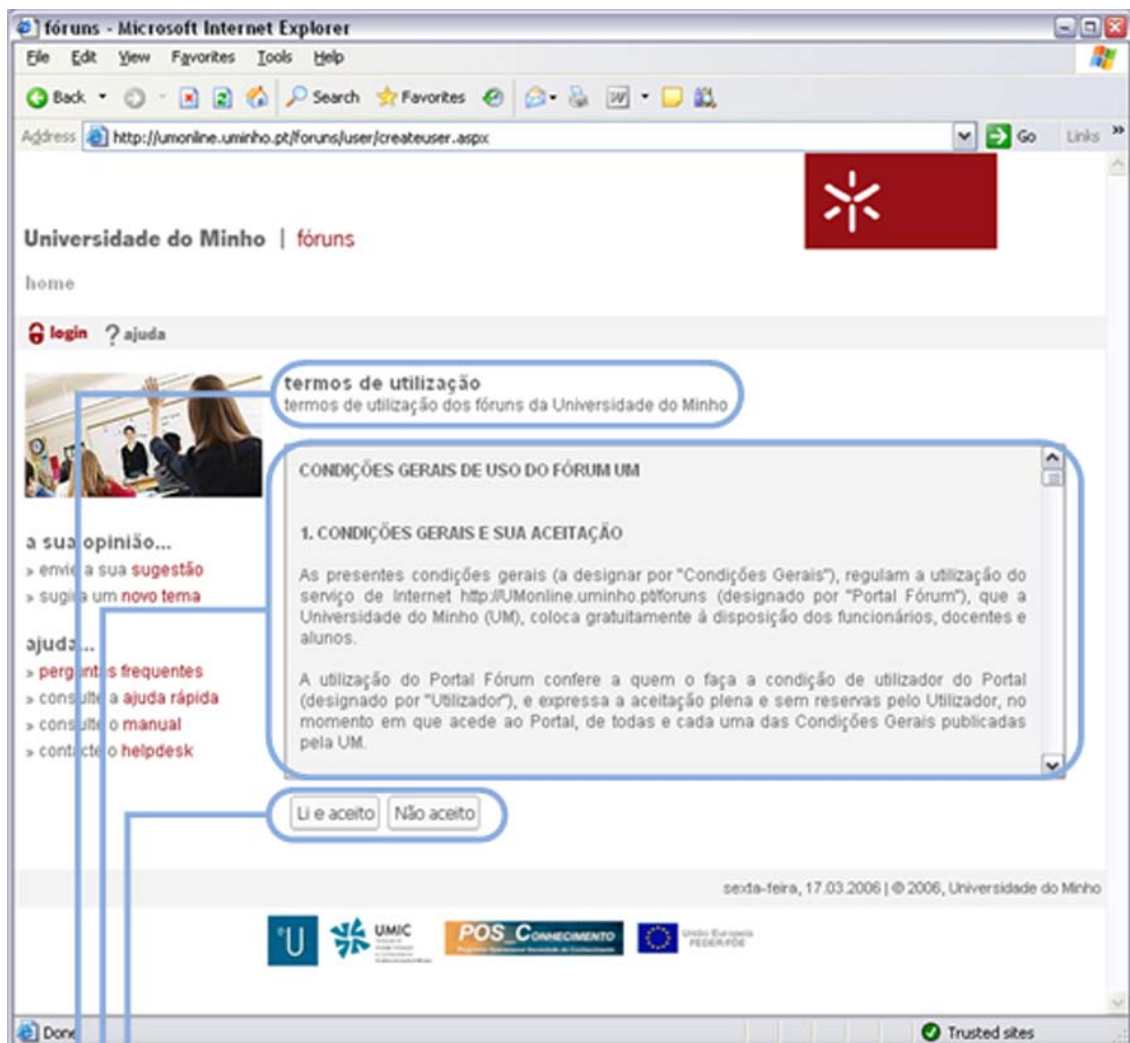 fóruns - Microsoft Internet Explorer
File Edit View Favorites Tools Help
Back Search Favorites
Address http://umonline.uminho.pt/foruns/user/createuser.aspx Go Links »
Universidade do Minho | fóruns
home
login ? ajuda
termos de utilização
termos de utilização dos fóruns da Universidade do Minho
CONDIÇÕES GERAIS DE USO DO FÓRUM UM
1. CONDIÇÕES GERAIS E SUA ACEITAÇÃO
As presentes condições gerais (a designar por "Condições Gerais"), regulam a utilização do
serviço de Internet http://UMonline.uminho.pt/foruns (designado por "Portal Fórum"), que a
Universidade do Minho (UM), coloca gratuitamente á disposição dos funcionários, docentes e
alunos.
A utilização do Portal Fórum confere a quem o faça a condição de utilizador do Portal
(designado por "Utilizador"), e expressa a aceitação plena e sem reservas pelo Utilizador, no
momento em que acede ao Portal, de todas e cada uma das Condições Gerais publicadas
pela UM.
Li e aceito Não aceito
a sua opinião...
» envie a sua sugestão
» sugira um novo tema
ajuda...
» perguntas frequentes
» consulte a ajuda rápida
» consulte o manual
» contacte o helpdesk
sexta-feira, 17.03.2006 | © 2006, Universidade do Minho
eU UMIC POS_CONHECIMENTO União Europeia
FEDER-FDE
Done Trusted sites